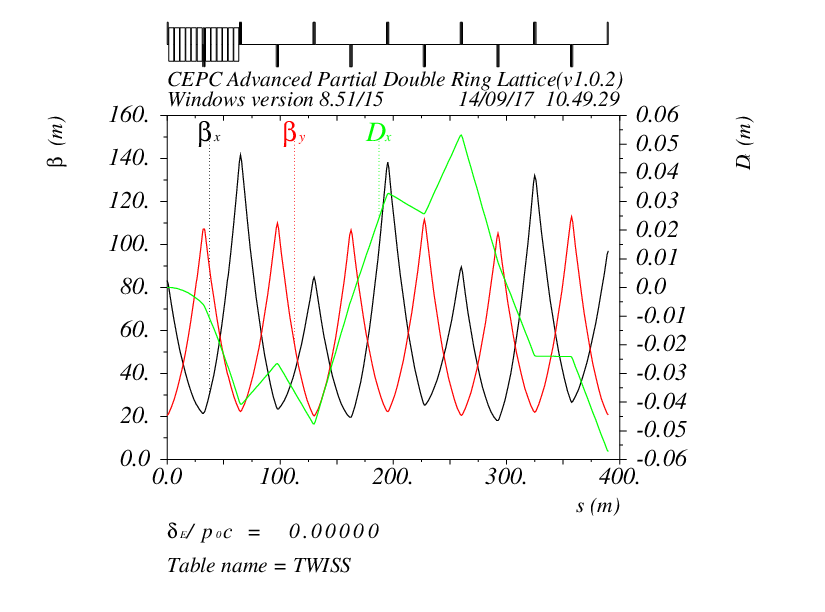 CEPC Advanced Partial Double Ring Lattice(v1.0.2)
Windows version 8.51/15 14/09/17 10.49.29
β (m)
160.
140.
120.
100.
80.
60.
40.
20.
0.0
βx βy Dx
0.06
0.05
0.04
0.03
0.02
0.01
0.0
-0.01
-0.02
-0.03
-0.04
-0.05
-0.06
D (m)
0.0 100. 200. 300. 400.
s (m)
δE/ p0c = 0.00000
Table name = TWISS